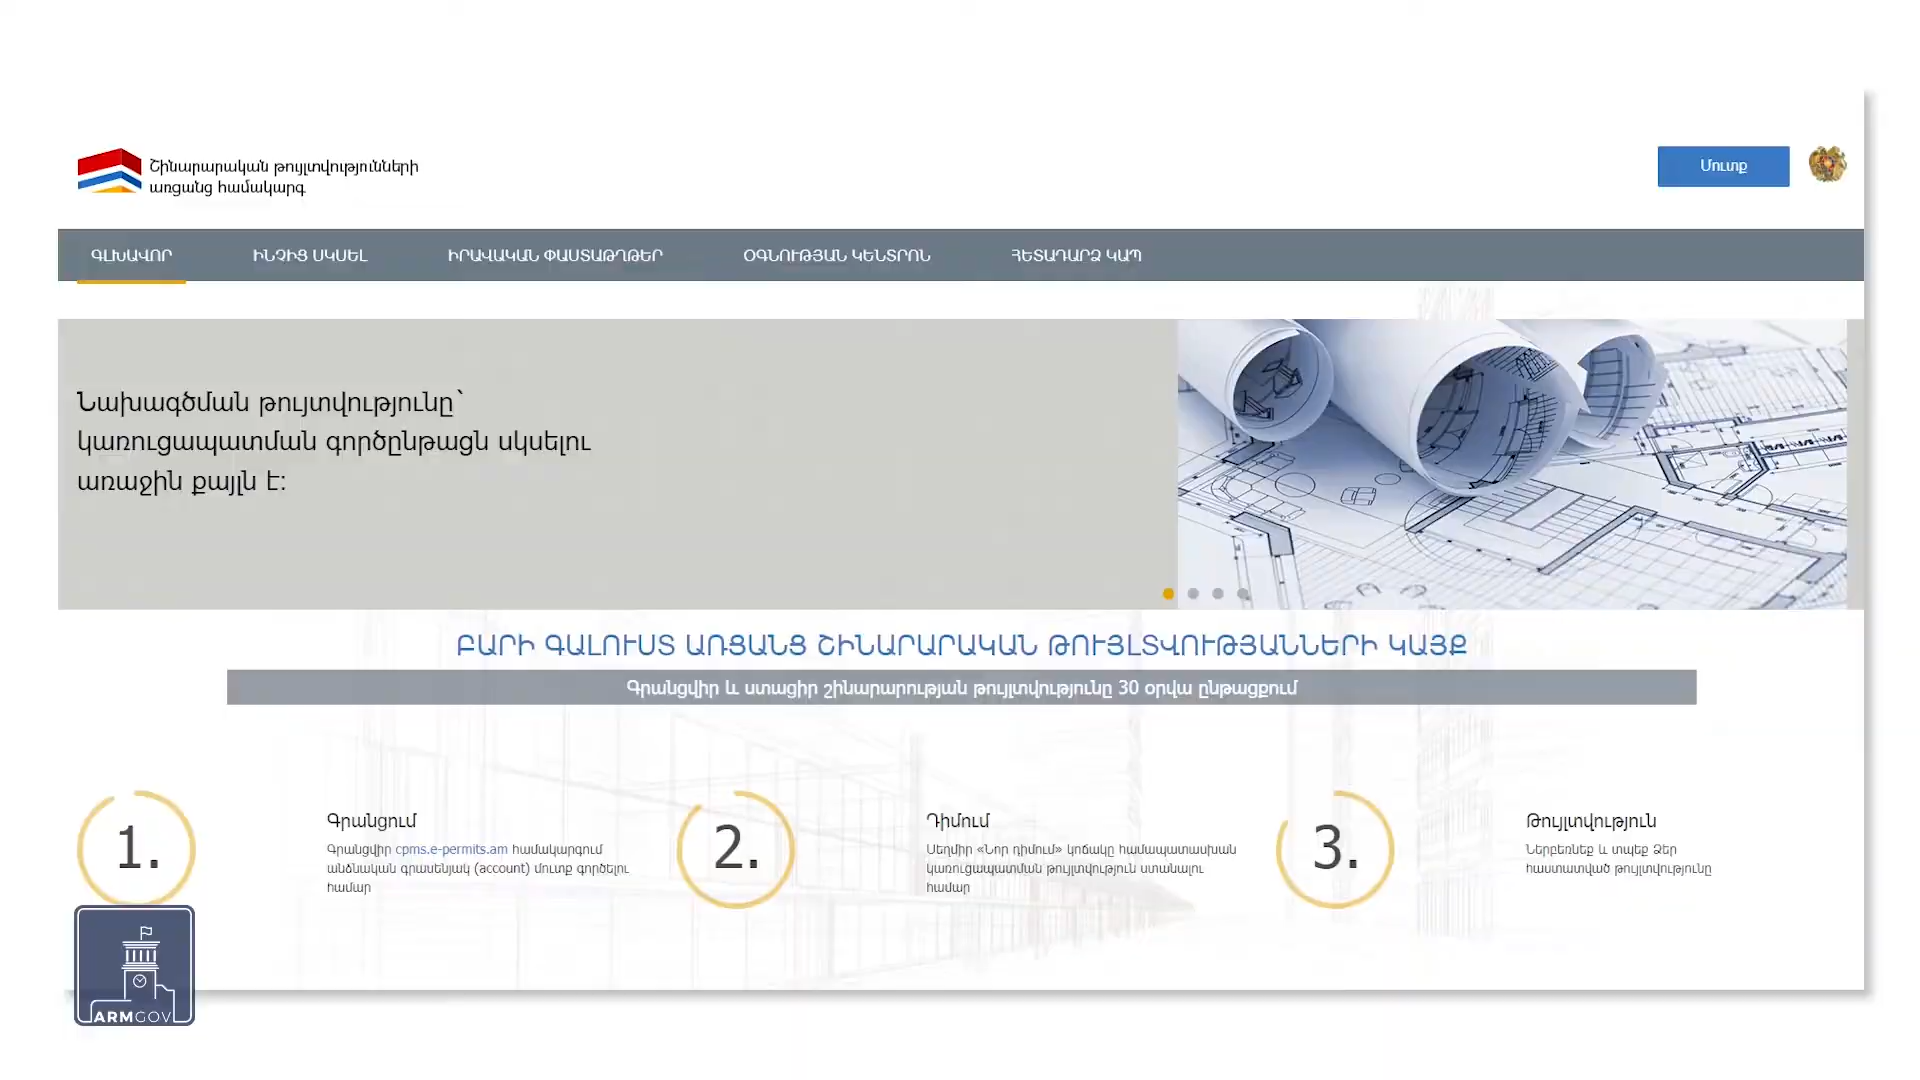 Շինարարական թույլտվությունների
առցանց համակարգ
Մուտք
ԳԼԽԱՎՈՐ
ԻՆՉԻՑ ՍԿՍԵԼ
ԻՐԱՎԱԿԱՆ ՓԱՍՏԱԹՂԹԵՐ
ՕԳՆՈՒԹՅԱՆ ԿԵՆՏՐՈՆ
ՀԵՏԱԴԱՐՁ ԿԱՊ
Նախագծման թույտվությունը՝
կառուցապատման գործընթացն սկսելու
առաջին քայլն է:
ԲԱՐԻ ԳԱԼՈՒՍՏ ԱՌՑԱՆՑ ՇԻՆԱՐԱՐԱԿԱՆ ԹՈՒՅԼՏՎՈՒԹՅԱՆՆԵՐԻ ԿԱՅՔ
Գրանցվիր և ստացիր շինարարության թույլտվությունը 30 օրվա ընթացքում
1.
Գրանցում
Գրանցվիր cpms.e-permits.am համակարգում
անձնական գրասենյակ (account) մուտք գործելու
համար
2.
Դիմում
Սեղմիր «Նոր դիմում» կոճակը համապատասխան
կառուցապատման թույլտվություն ստանալու
համար
3.
Թույլտվություն
Ներբեռնեք և տպեք Ձեր
հաստատված թույլտվությունը
ARMGOV